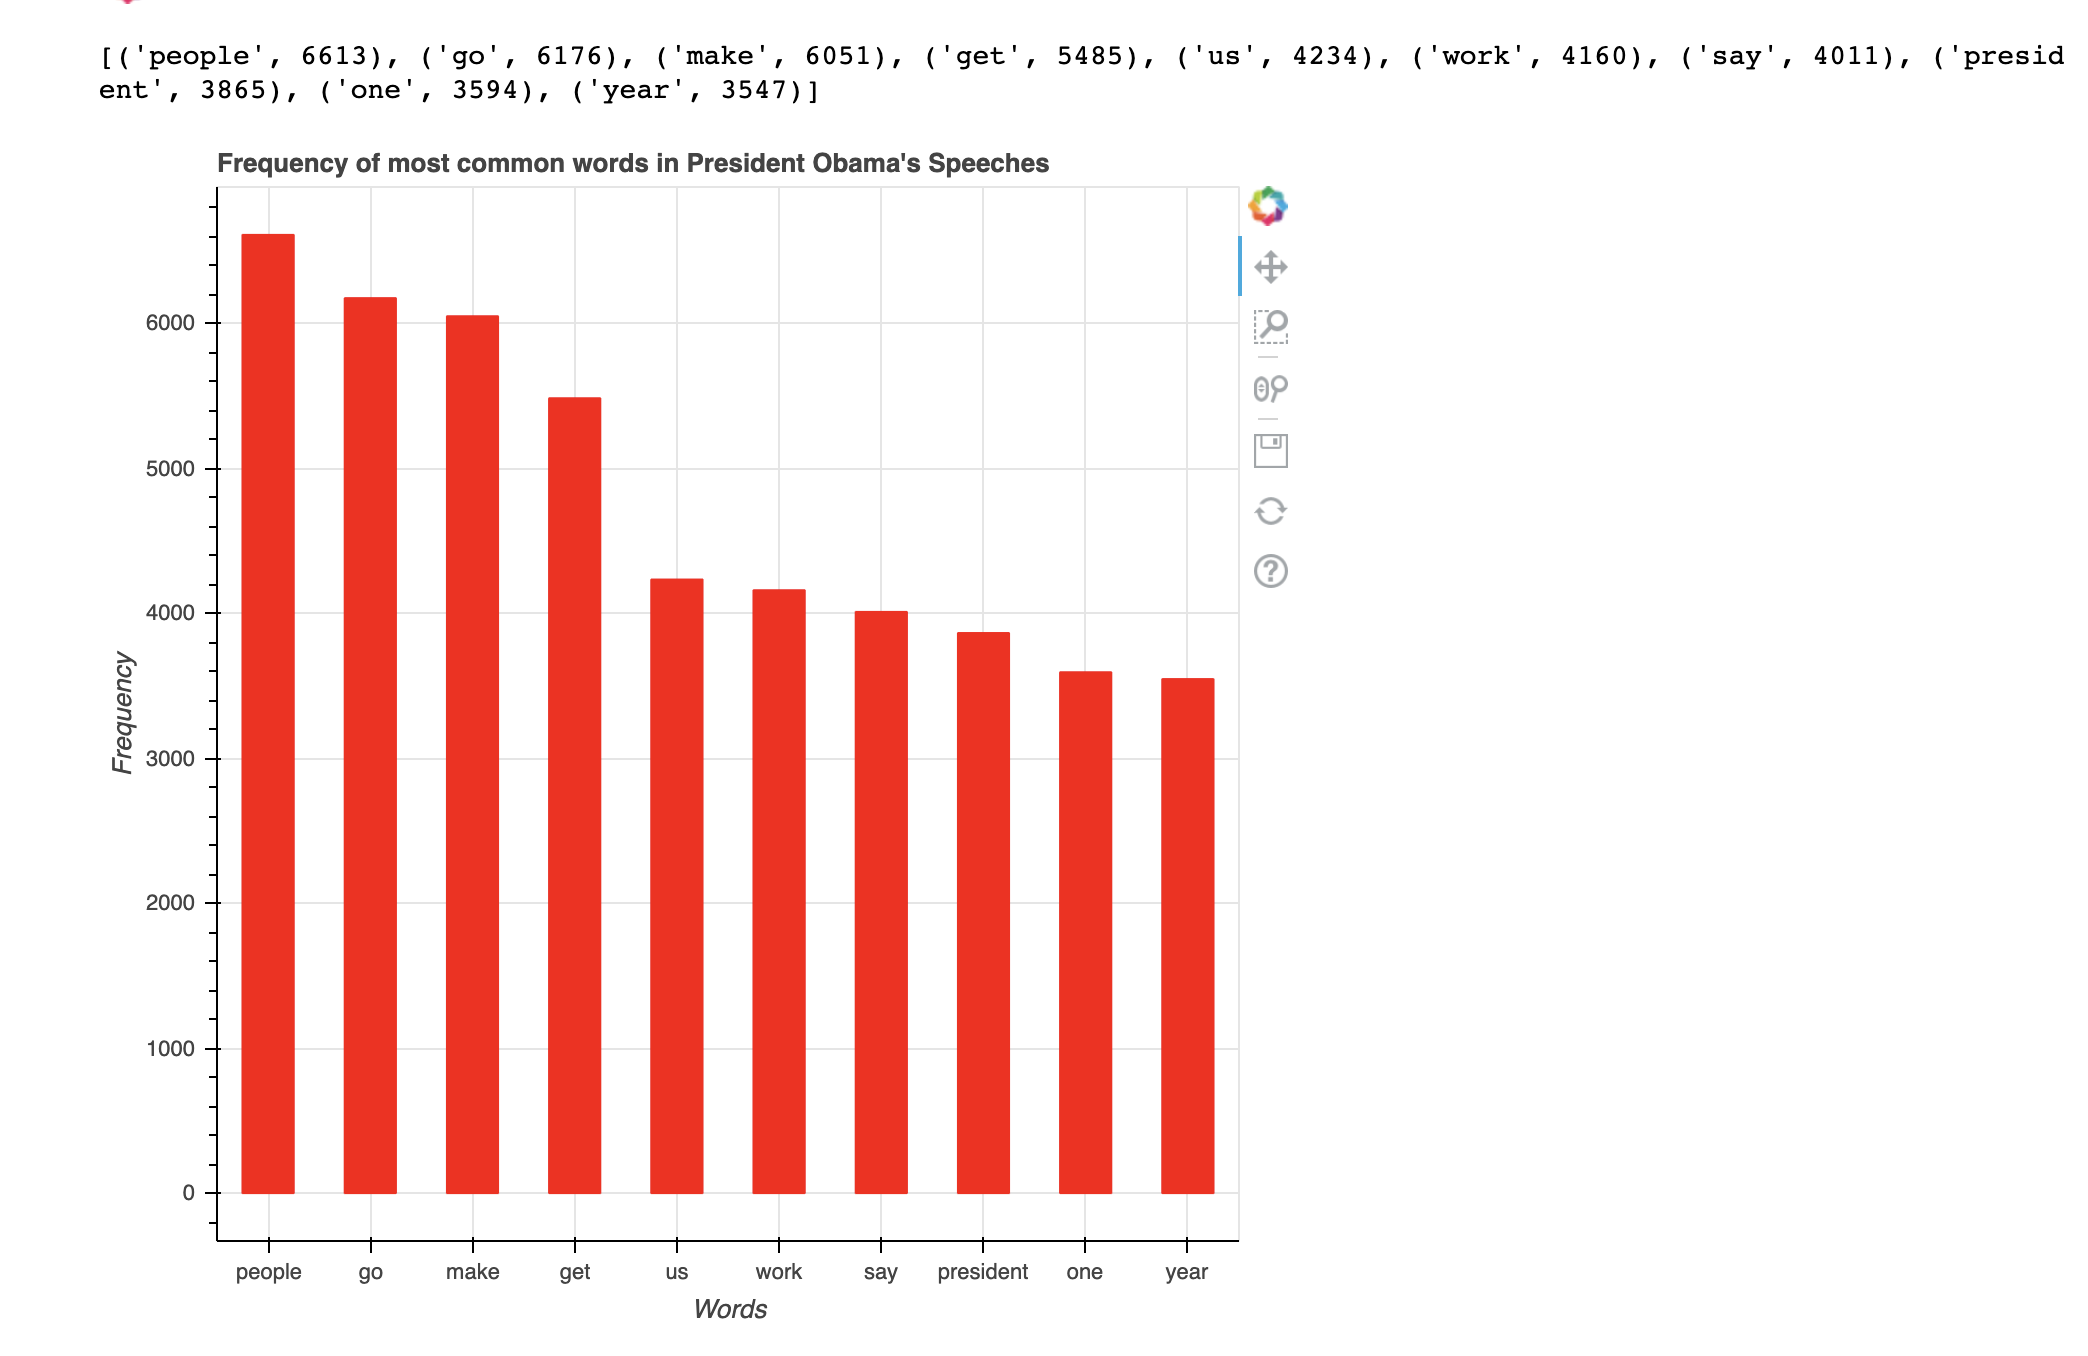 [('people', 6613), ('go', 6176), ('make', 6051), ('get', 5485), ('us', 4234), ('work', 4160), ('say', 4011), ('presid
ent', 3865), ('one', 3594), ('year', 3547)]
Frequency of most common words in President Obama's Speeches
6000
5000
4000
3000
2000
1000
0
Frequency
people go make get us work say president one year
Words